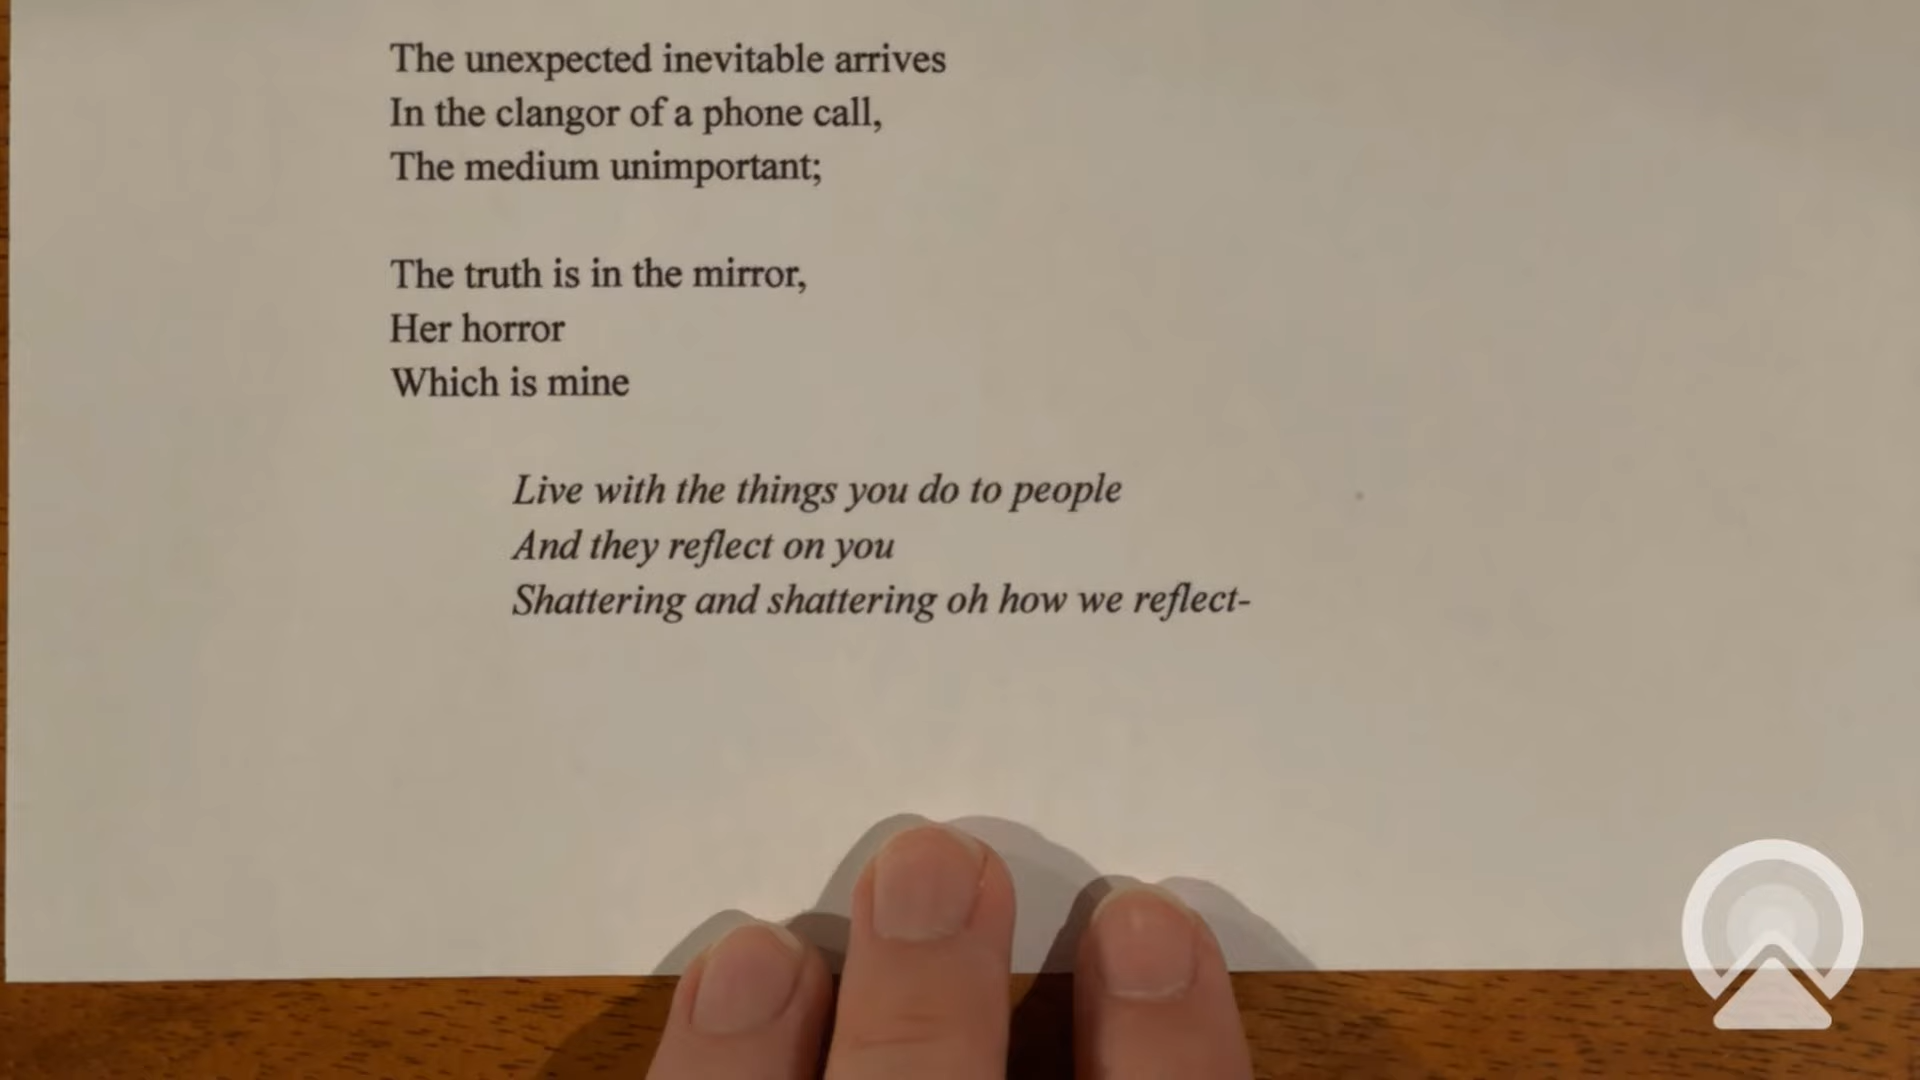 The unexpected inevitable arrives
In the clangor of a phone call,
The medium unimportant;
The truth is in the mirror,
Her horror
Which is mine
Live with the things you do to people
And they reflect on you
Shattering and shattering oh how we reflect-